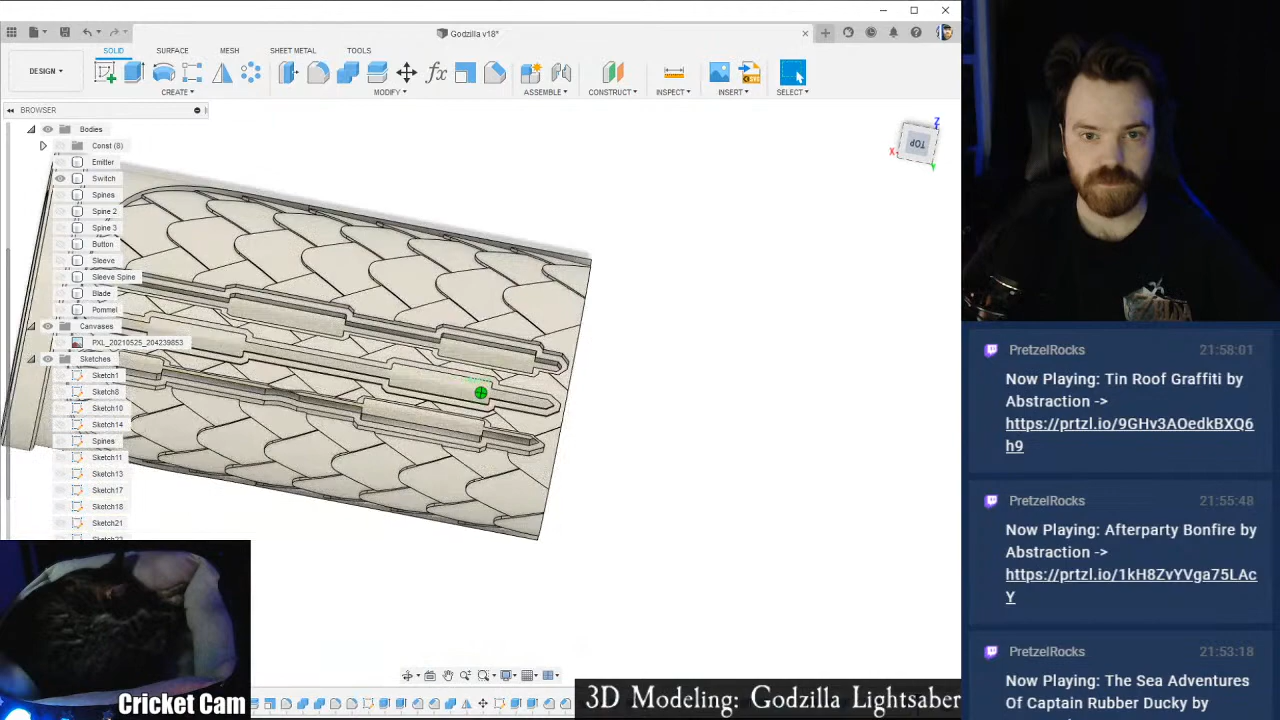 Godzilla v18*
SOLID SURFACE MESH SHEET METAL TOOLS
DESIGN
CREATE MODIFY ASSEMBLE CONSTRUCT INSPECT INSERT SELECT
BROWSER
Bodies
Const (8)
Emitter
Switch
Spines
Spine 2
Spine 3
Button
Sleeve
Sleeve Spine
Blade
Pommel
Canvases
PXL_20210525_204239853
Sketches
Sketch1
Sketch8
Sketch10
Sketch14
Spines
Sketch11
Sketch13
Sketch17
Sketch18
Sketch21
TOP
Z
X
Y
Cricket Cam
3D Modeling: Godzilla Lightsaber
PretzelRocks 21:58:01
Now Playing: Tin Roof Graffiti by
Abstraction ->
https://prtzl.io/9GHv3AOedkBXQ6
h9
PretzelRocks 21:55:48
Now Playing: Afterparty Bonfire by
Abstraction ->
https://prtzl.io/1kH8ZvYVga75LAc
Y
PretzelRocks 21:53:18
Now Playing: The Sea Adventures
Of Captain Rubber Ducky by